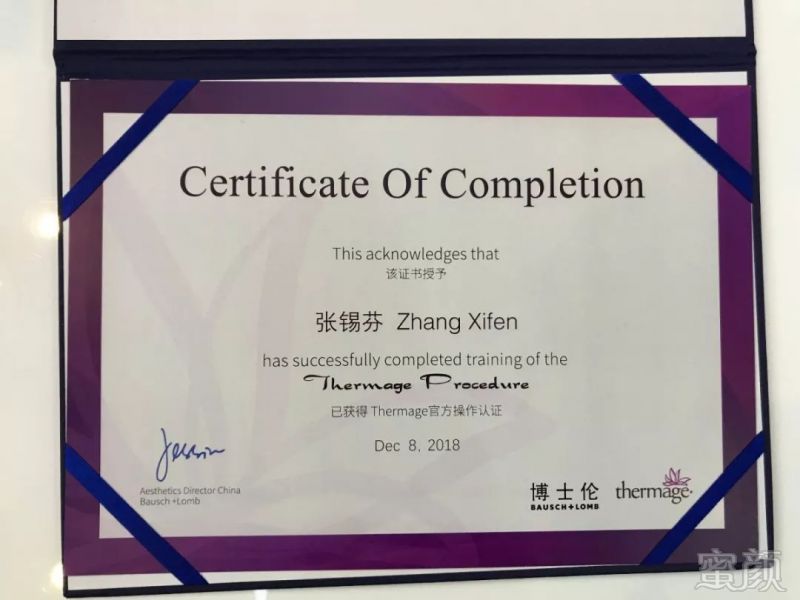 Certificate Of Completion
This acknowledges that
该证书授予
张锡芬 Zhang Xifen
has successfully completed training of the
Thermage Procedure
已获得 Thermage官方操作认证
Dec 8, 2018
Aesthetics Director China
Bausch +Lomb
博士伦
BAUSCH+LOMB
thermage
蜜颜